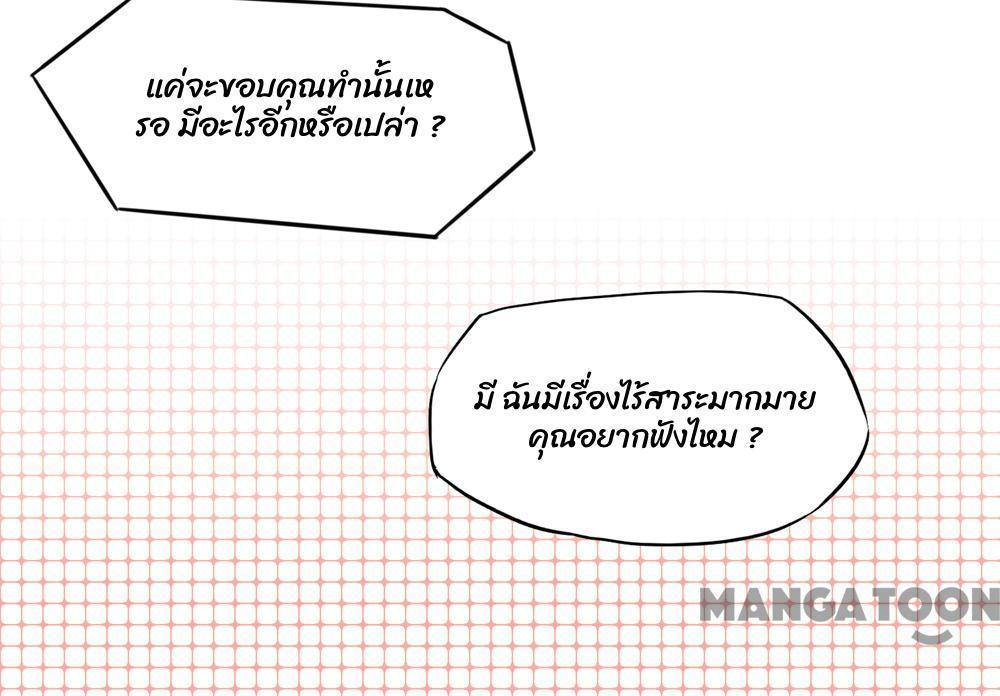 แค่จะขอบคุณทำนั้นเห
รอ มีอะไรอีกหรือเปล่า ?
มี ฉันมีเรื่องไร้สาระมากมาย
คุณอยากฟังไหม ?
MANGATOON